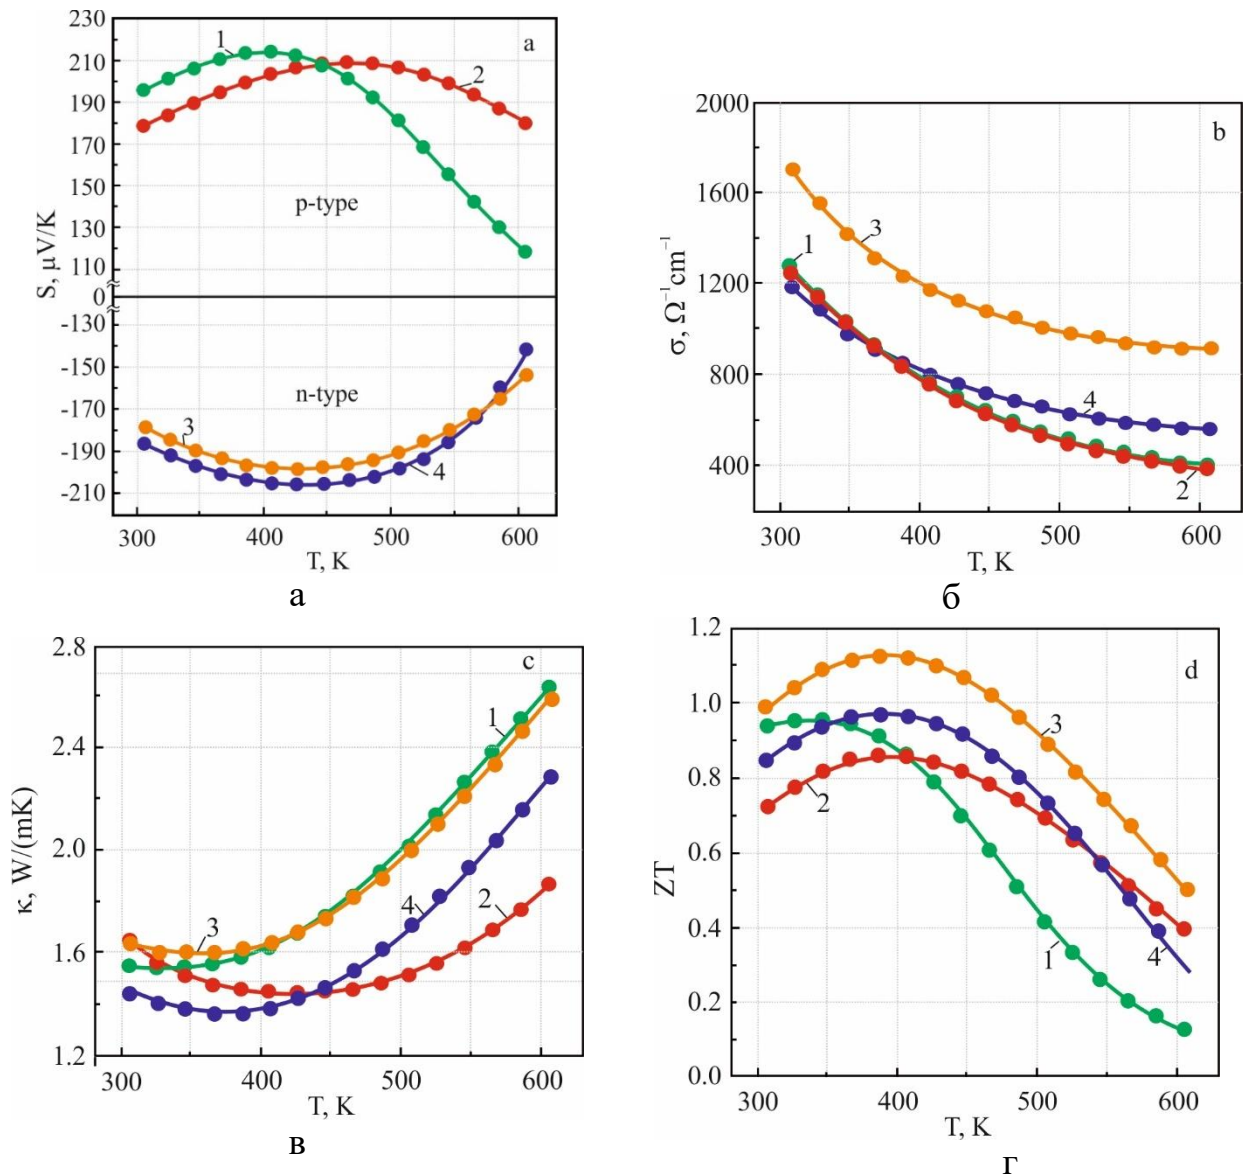 230
210
190
170
150
130
110
0
-130
-150
-170
-190
-210
S, μV/K
a
1
2
p-type
n-type
3
4
300 400 500 600
T, K
а
2000
1600
1200
800
400
σ, Ω⁻¹cm⁻¹
b
3
1
4
2
300 400 500 600
T, K
б
2.8
2.4
2.0
1.6
1.2
κ, W/(mK)
c
1
3
4
2
300 400 500 600
T, K
в
1.2
1.0
0.8
0.6
0.4
0.2
0.0
ZT
d
3
2
1
4
300 400 500 600
T, K
г